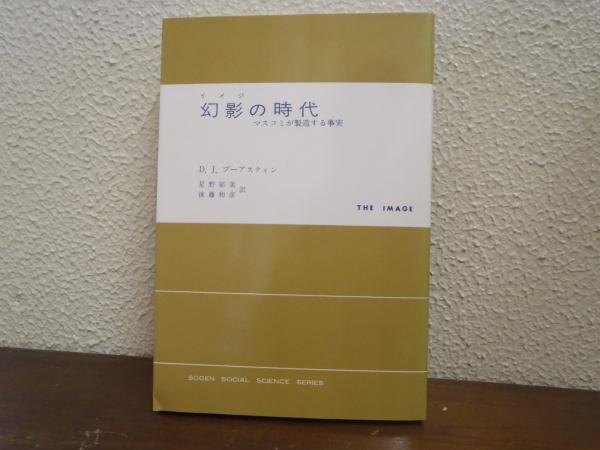 イメジ
幻影の時代
マスコミが製造する事実
D. J. ブーアスティン
星野郁美
後藤和彦 訳
THE IMAGE
SOGEN SOCIAL SCIENCE SERIES